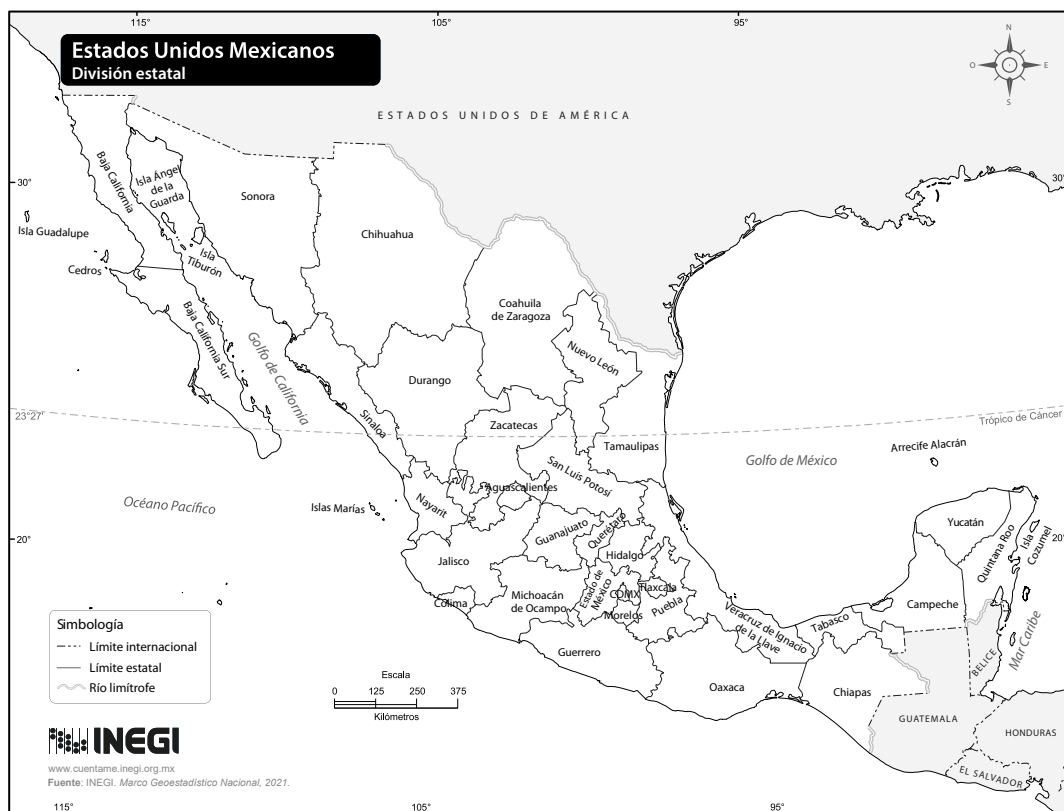 115°
105°
95°
Estados Unidos Mexicanos
División estatal
N
O
E
S
ESTADOS UNIDOS DE AMÉRICA
30°
30°
Baja California
Isla Ángel
de la
Guarda
Sonora
Chihuahua
Isla Guadalupe
Isla
Tiburón
Cedros
Coahuila
de Zaragoza
Baja California Sur
Golfo de California
Nuevo León
Durango
23°27'
Trópico de Cáncer
Sinaloa
Zacatecas
Tamaulipas
Arrecife Alacrán
Golfo de México
San Luis Potosí
Aguascalientes
Océano Pacífico
Islas Marías
Nayarit
Yucatán
Quintana Roo
Isla
Cozumel
20°
20°
Guanajuato
Querétaro
Hidalgo
Jalisco
Estado de
México
Tlaxcala
CDMX
Colima
Michoacán
de Ocampo
Morelos
Puebla
Veracruz de Ignacio
de la Llave
Tabasco
Campeche
Mar Caribe
Simbología
Límite internacional
Límite estatal
Río limítrofe
Guerrero
BELICE
Escala
0 125 250 375
Kilómetros
Oaxaca
Chiapas
GUATEMALA
HONDURAS
EL SALVADOR
INEGI
www.cuentame.inegi.org.mx
Fuente: INEGI. Marco Geoestadístico Nacional, 2021.
115°
105°
95°